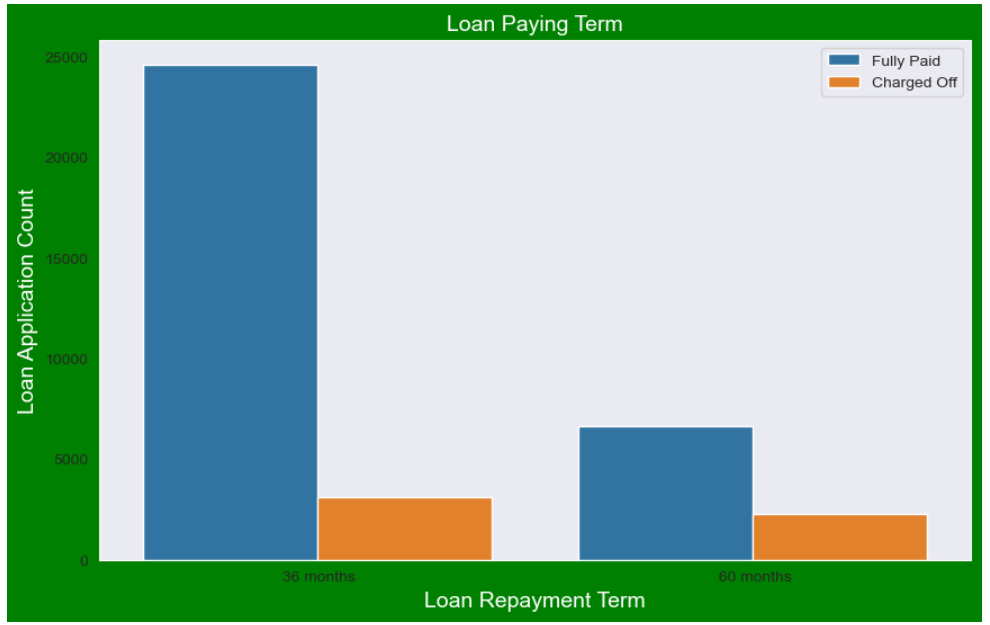 Loan Paying Term
Fully Paid
Charged Off
Loan Application Count
25000
20000
15000
10000
5000
0
36 months
60 months
Loan Repayment Term